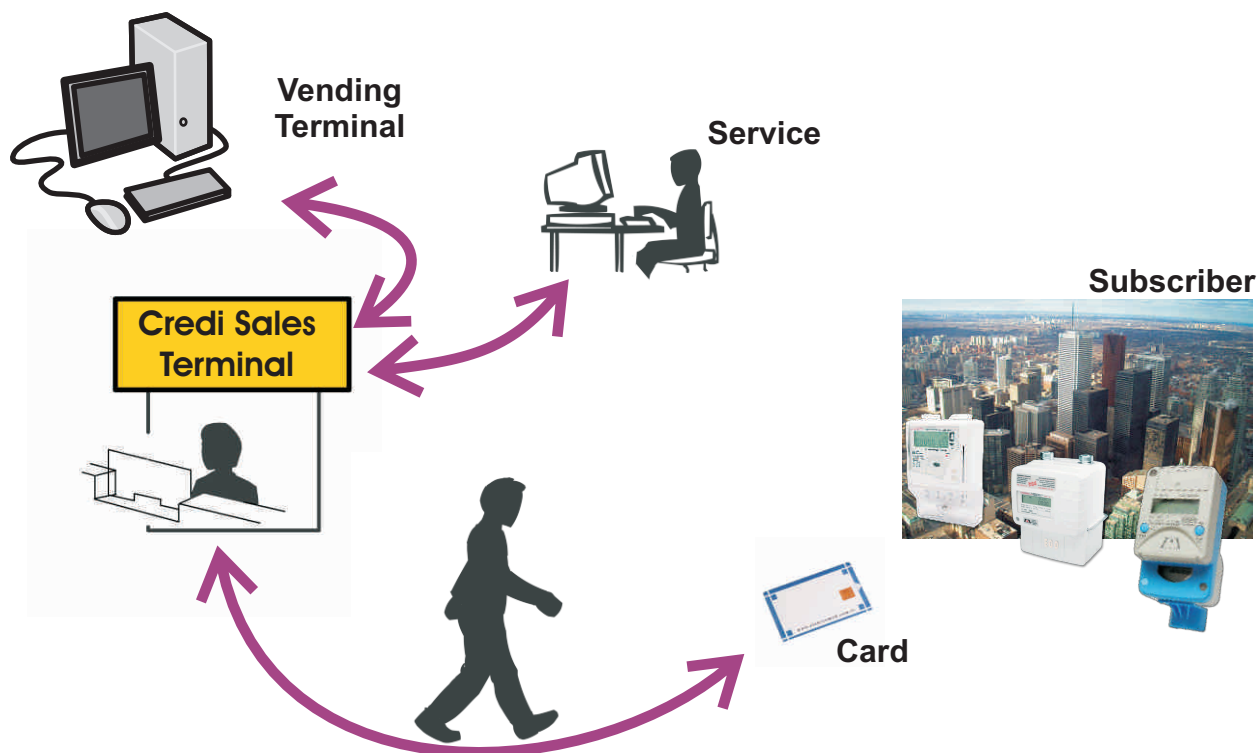 Vending
Terminal
Service
Subscriber
Credi Sales
Terminal
Card